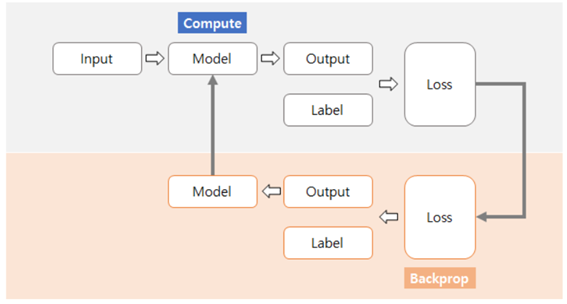 Compute
Input
Model
Output
Label
Loss
Model
Output
Label
Loss
Backprop